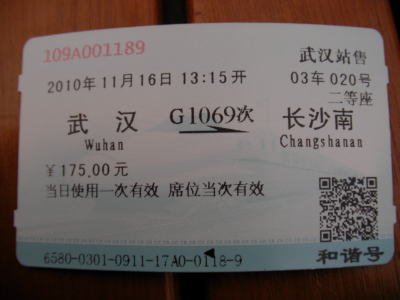 109A001189
武汉站售
2010年11月16日 13:15开
03车 020号
二等座
武汉 G1069次 长沙南
Wuhan Changshanan
￥175.00元
当日使用一次有效 席位当次有效
6580-0301-0911-17A0-0118-9
和谐号